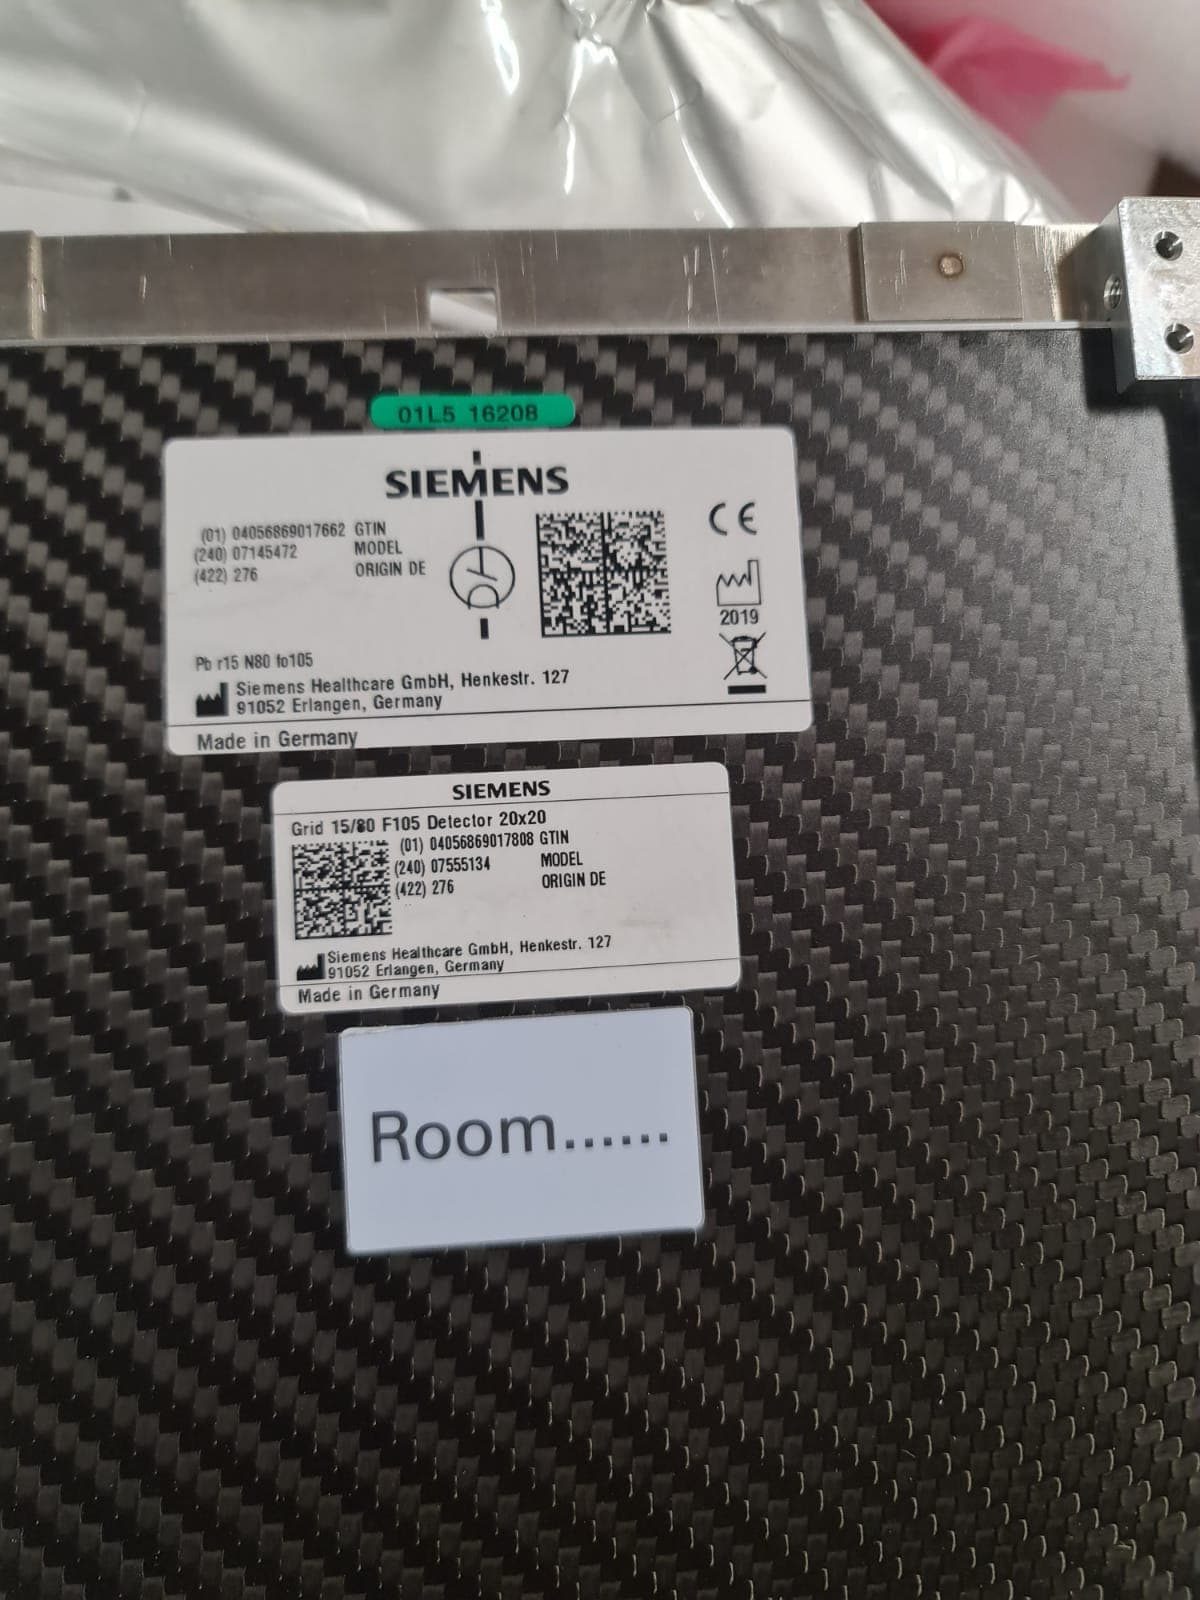 01L5 1620B
SIEMENS
(01) 04056869017662 GTIN
(240) 07145472 MODEL
(422) 276 ORIGIN DE
CE
2019
Pb r15 N80 fo105
Siemens Healthcare GmbH, Henkestr. 127
91052 Erlangen, Germany
Made in Germany
SIEMENS
Grid 15/80 F105 Detector 20x20
(01) 04056869017808 GTIN
(240) 07555134 MODEL
(422) 276 ORIGIN DE
Siemens Healthcare GmbH, Henkestr. 127
91052 Erlangen, Germany
Made in Germany
Room......